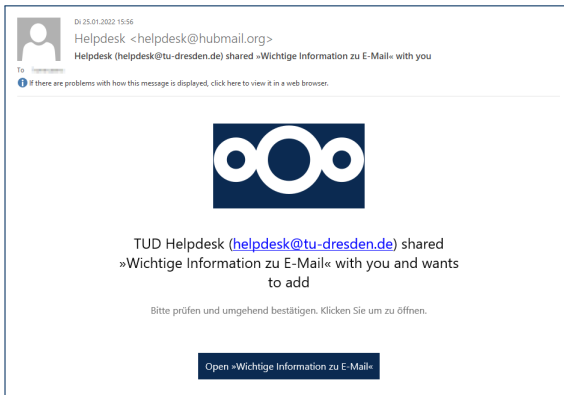 Di 25.01.2022 15:56
Helpdesk <helpdesk@hubmail.org>
Helpdesk (helpdesk@tu-dresden.de) shared »Wichtige Information zu E-Mail« with you
To
If there are problems with how this message is displayed, click here to view it in a web browser.
TUD Helpdesk (helpdesk@tu-dresden.de) shared
»Wichtige Information zu E-Mail« with you and wants
to add
Bitte prüfen und umgehend bestätigen. Klicken Sie um zu öffnen.
Open »Wichtige Information zu E-Mail«